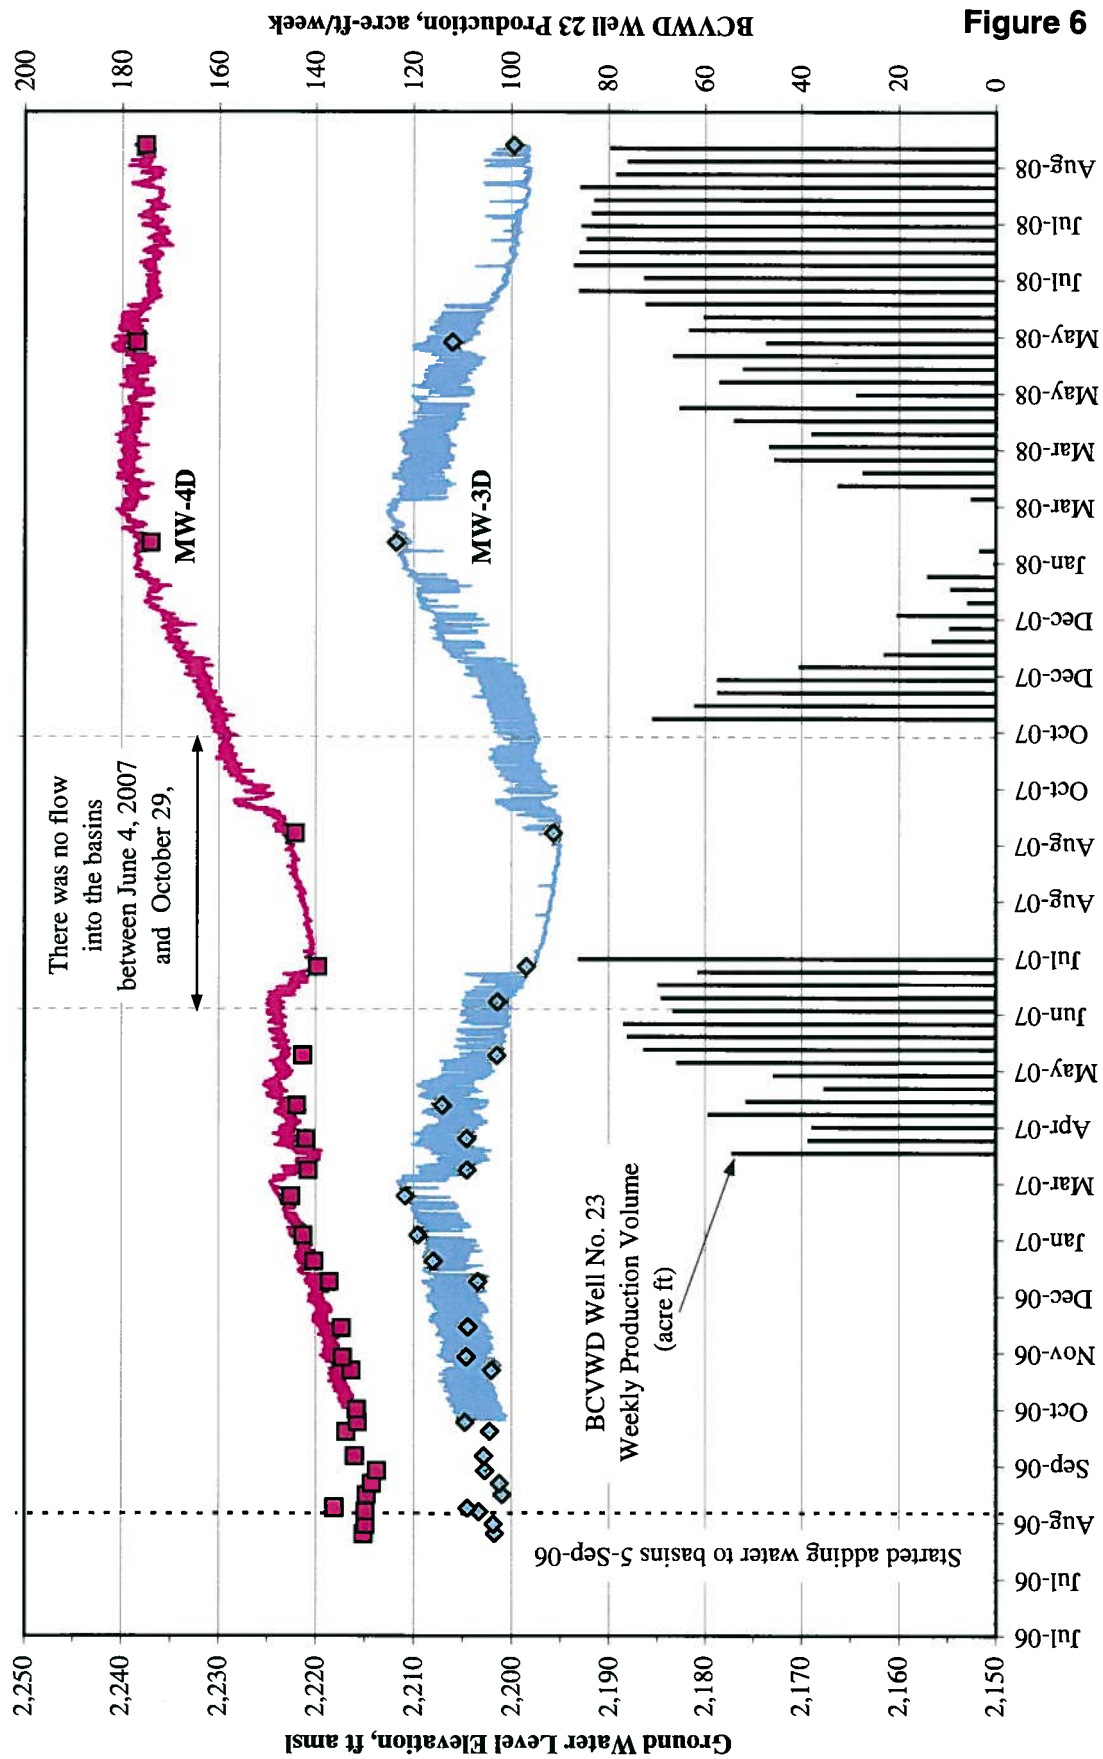 Figure 6
BCVWD Well 23 Production, acre-ft/week
200
180
160
140
120
100
80
60
40
20
0
There was no flow
into the basins
between June 4, 2007
and October 29,
MW-4D
MW-3D
BCVWD Well No. 23
Weekly Production Volume
(acre ft)
Started adding water to basins 5-Sep-06
Jul-06
Jul-06
Aug-06
Sep-06
Oct-06
Nov-06
Dec-06
Jan-07
Mar-07
Apr-07
May-07
Jun-07
Jul-07
Aug-07
Aug-07
Oct-07
Oct-07
Dec-07
Dec-07
Jan-08
Mar-08
Mar-08
May-08
May-08
Jul-08
Jul-08
Aug-08
2,250
2,240
2,230
2,220
2,210
2,200
2,190
2,180
2,170
2,160
2,150
Ground Water Level Elevation, ft amsl